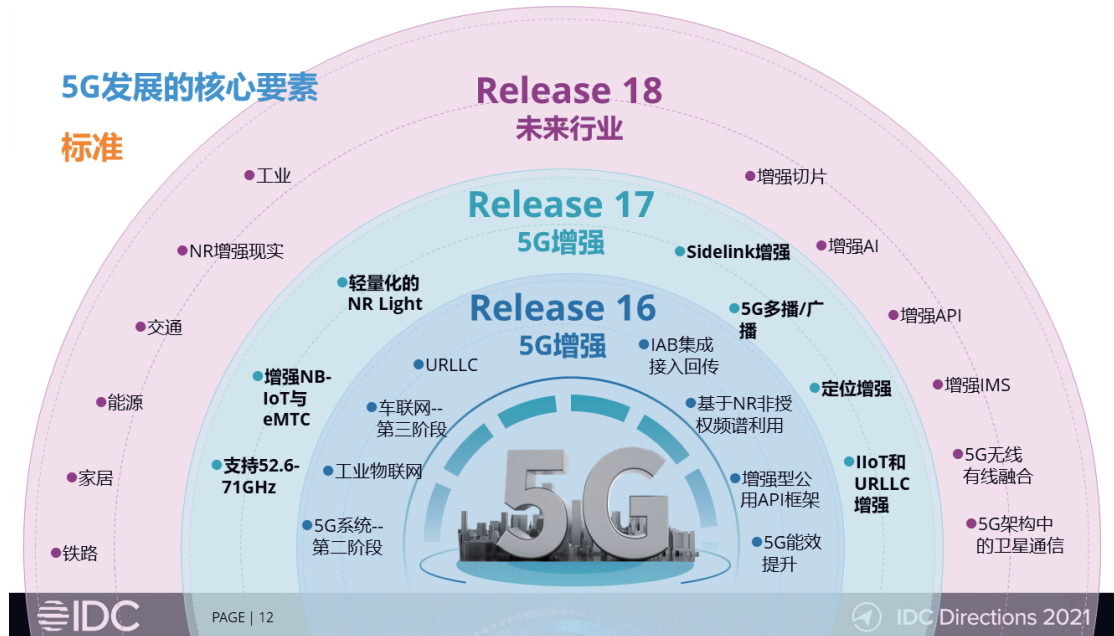 5G发展的核心要素
标准
Release 18
未来行业
工业
NR增强现实
交通
能源
家居
铁路
增强切片
增强AI
增强API
增强IMS
5G无线
有线融合
5G架构中
的卫星通信
Release 17
5G增强
轻量化的
NR Light
增强NB-
IoT与
eMTC
支持52.6-
71GHz
Sidelink增强
5G多播/广
播
定位增强
IIoT和
URLLC
增强
Release 16
5G增强
URLLC
车联网--
第三阶段
工业物联网
5G系统--
第二阶段
IAB集成
接入回传
基于NR非授
权频谱利用
增强型公
用API框架
5G能效
提升
5G
IDC
PAGE | 12
IDC Directions 2021